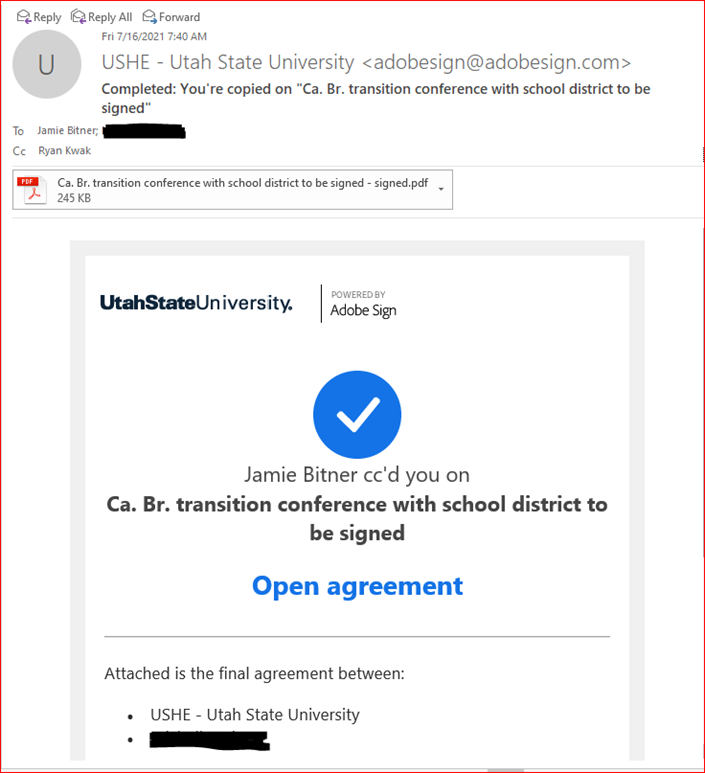 Reply Reply All Forward
Fri 7/16/2021 7:40 AM
U
USHE - Utah State University <adobesign@adobesign.com>
Completed: You're copied on "Ca. Br. transition conference with school district to be
signed"
To Jamie Bitner;
Cc Ryan Kwak
PDF
Ca. Br. transition conference with school district to be signed - signed.pdf
245 KB
UtahStateUniversity.
POWERED BY
Adobe Sign
Jamie Bitner cc'd you on
Ca. Br. transition conference with school district to
be signed
Open agreement
Attached is the final agreement between:
• USHE - Utah State University
•